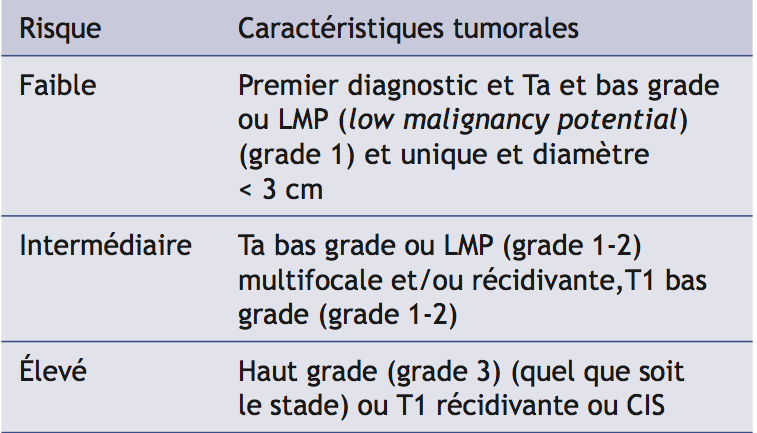 Risque Caractéristiques tumorales
Faible Premier diagnostic et Ta et bas grade
ou LMP (low malignancy potential)
(grade 1) et unique et diamètre
< 3 cm
Intermédiaire Ta bas grade ou LMP (grade 1-2)
multifocale et/ou récidivante,T1 bas
grade (grade 1-2)
Élevé Haut grade (grade 3) (quel que soit
le stade) ou T1 récidivante ou CIS